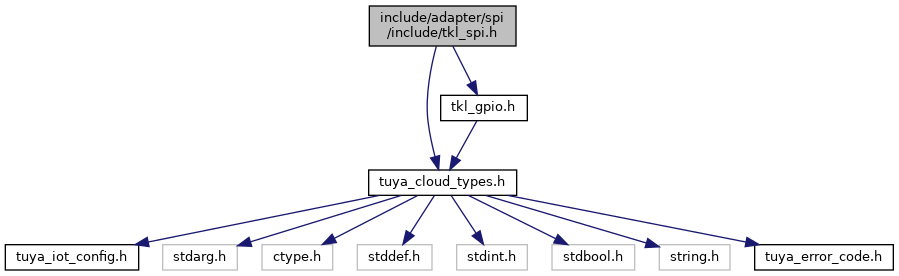 include/adapter/spi
/include/tkl_spi.h
tkl_gpio.h
tuya_cloud_types.h
tuya_iot_config.h
stdarg.h
ctype.h
stddef.h
stdint.h
stdbool.h
string.h
tuya_error_code.h